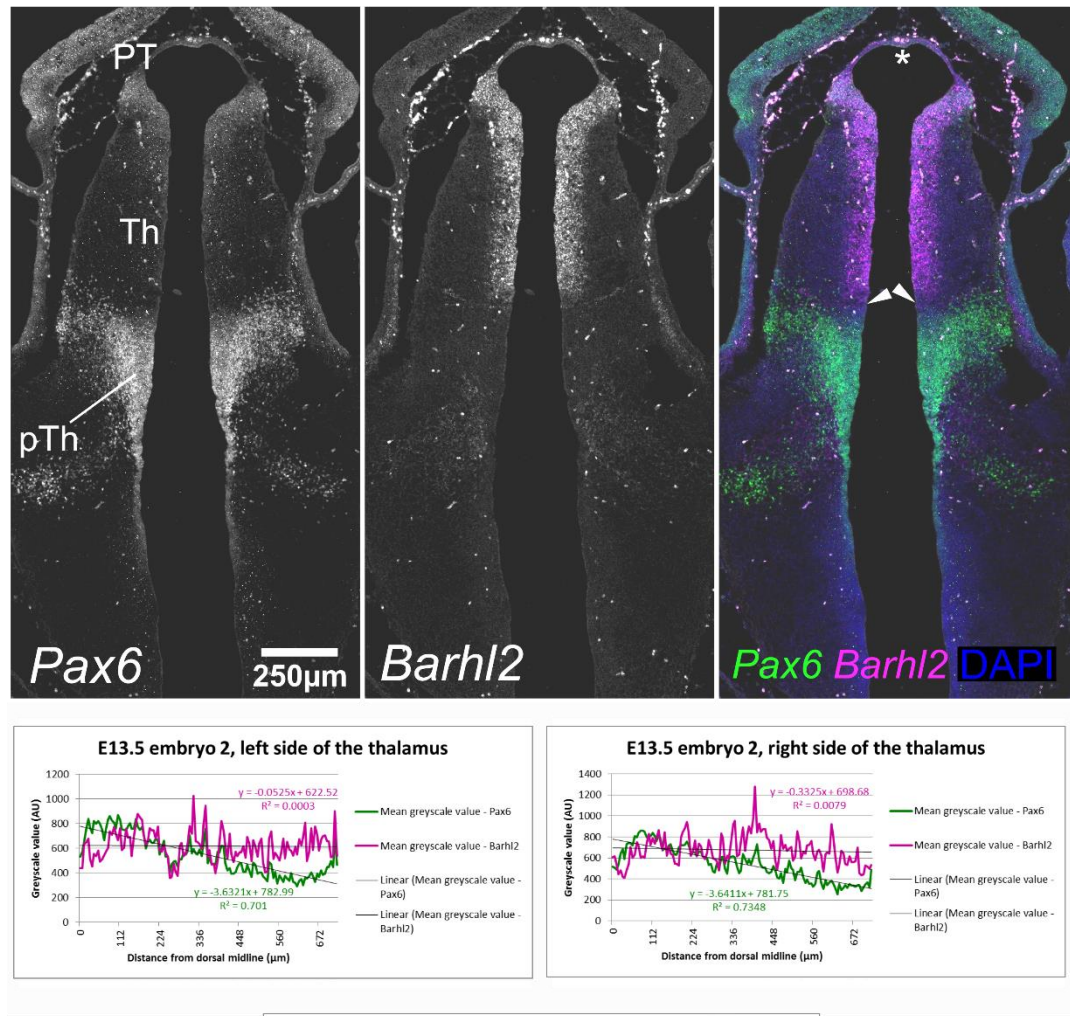 PT
*
Th
pTh
Pax6
250µm
Barhl2
Pax6 Barhl2 DAPI
E13.5 embryo 2, left side of the thalamus
Greyscale value (AU)
1200
1000
800
600
400
200
0
y = -0.0525x + 622.52
R² = 0.0003
y = -3.6321x + 782.99
R² = 0.701
0
112
224
336
448
560
672
Distance from dorsal midline (µm)
Mean greyscale value - Pax6
Mean greyscale value - Barhl2
Linear (Mean greyscale value -
Pax6)
Linear (Mean greyscale value -
Barhl2)
E13.5 embryo 2, right side of the thalamus
Greyscale value (AU)
1400
1200
1000
800
600
400
200
0
y = -0.3325x + 698.68
R² = 0.0079
y = -3.6411x + 781.75
R² = 0.7348
0
112
224
336
448
560
672
Distance from dorsal midline (µm)
Mean greyscale value - Pax6
Mean greyscale value - Barhl2
Linear (Mean greyscale value -
Pax6)
Linear (Mean greyscale value -
Barhl2)